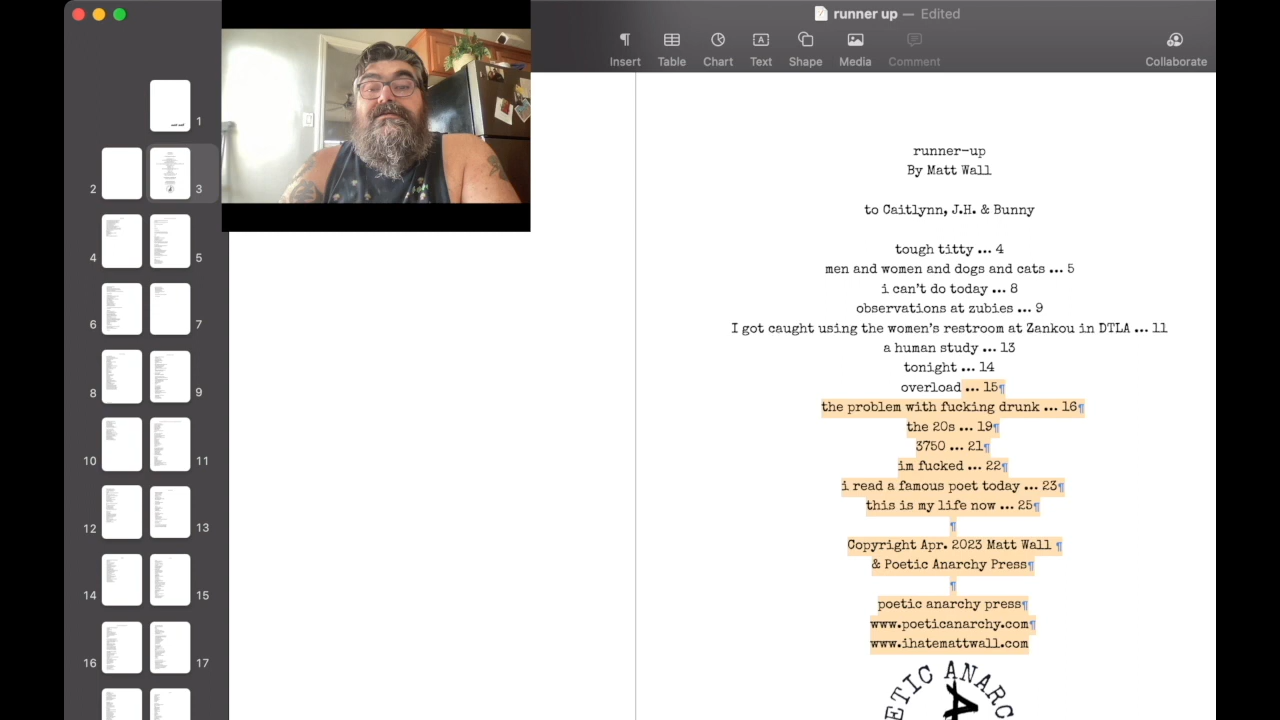 runner up — Edited
Insert
Table
Chart
Text
Shape
Media
Comment
Collaborate
1
2
3
4
5
6
7
8
9
10
11
12
13
14
15
16
17
runner-up
By Matt Wall
to Caitlynn, J.H. & Bunny
tough titty ... 4
men and women and dogs and cats ... 5
i can't do today ... 8
observations at zubies ... 9
I got caught using the women's restroom at Zankou in DTLA ... 11
a human study ... 13
tonight ... 14
overload ... 15¶
the problem with fucking drunk ... 16¶
the 20s ... 19¶
5750 ... 21¶
im fucked ... 22¶
i read a famous poet today ... 23¶
this is my life now ... 25¶
¶
Copyright Apr. 2023 Matt Wall ¶
& Poetic Anarchy Press¶
¶
poetic anarchy press¶
www.poeticanarchy.com¶
www.ihatemattwall.com
ETIC ANARC